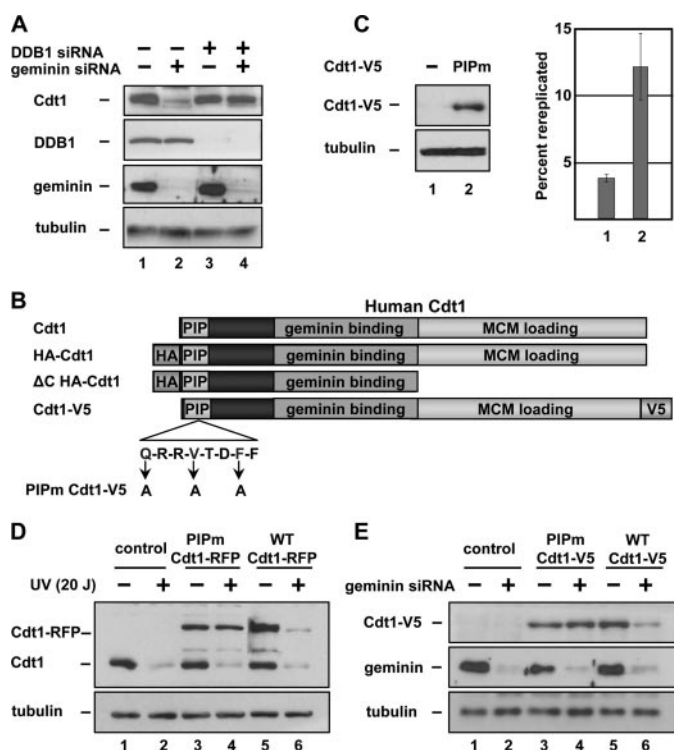 A
DDB1 siRNA – – + +
geminin siRNA – + – +
Cdt1 –
DDB1 –
geminin –
tubulin –
1 2 3 4
C
Cdt1-V5 – PIPm
Cdt1-V5 –
tubulin –
1 2
Percent rereplicated
15
10
5
1 2
B
Human Cdt1
Cdt1 PIP geminin binding MCM loading
HA-Cdt1 HA PIP geminin binding MCM loading
ΔC HA-Cdt1 HA PIP geminin binding
Cdt1-V5 PIP geminin binding MCM loading V5
Q-R-R-V-T-D-F-F
PIPm Cdt1-V5 A A A
D
control PIPm Cdt1-RFP WT Cdt1-RFP
UV (20 J) – + – + – +
Cdt1-RFP –
Cdt1 –
tubulin –
1 2 3 4 5 6
E
control PIPm Cdt1-V5 WT Cdt1-V5
geminin siRNA – + – + – +
Cdt1-V5 –
geminin –
tubulin –
1 2 3 4 5 6